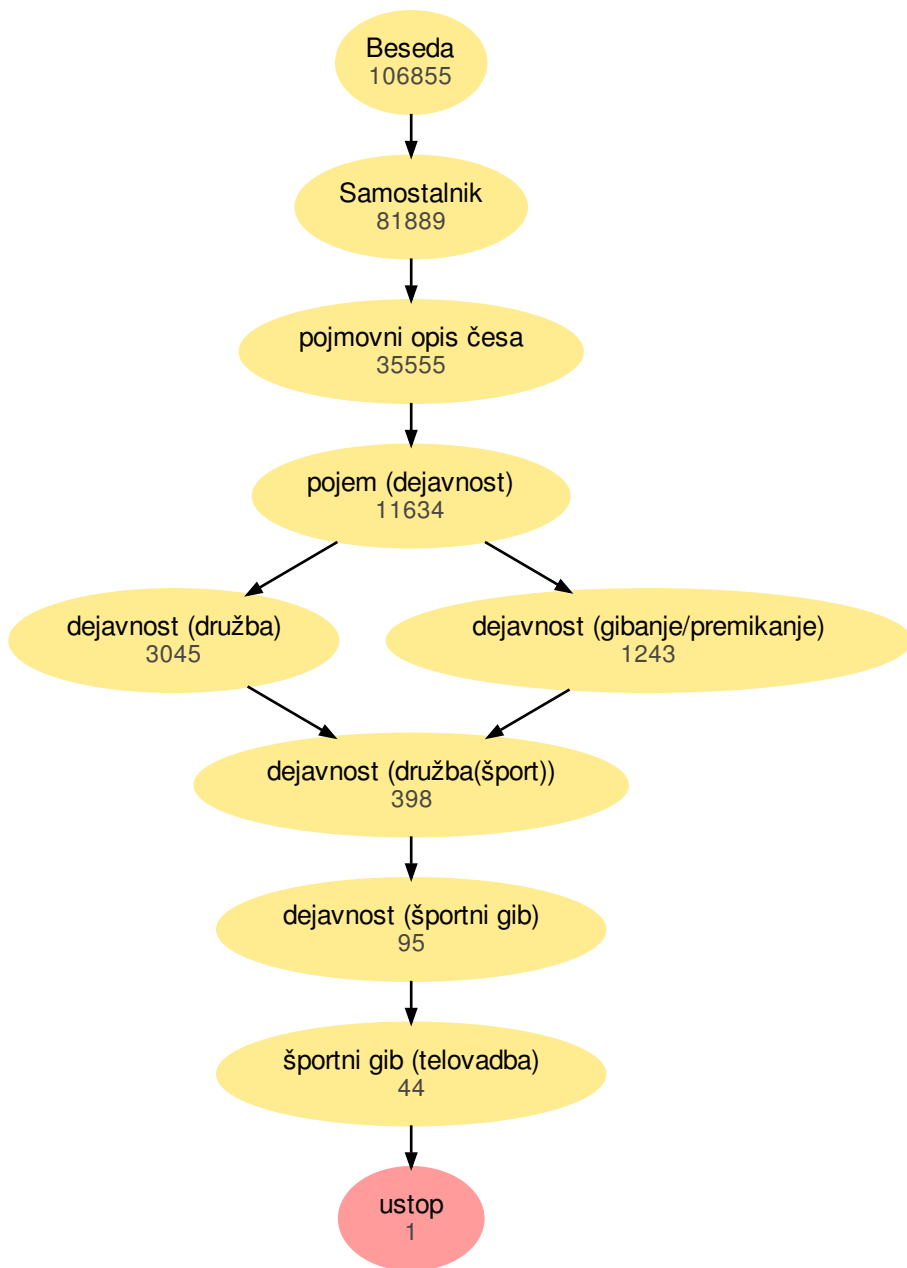 Beseda
106855
Samostalnik
81889
pojmovni opis česa
35555
pojem (dejavnost)
11634
dejavnost (družba)
3045
dejavnost (gibanje/premikanje)
1243
dejavnost (družba(šport))
398
dejavnost (športni gib)
95
športni gib (telovadba)
44
ustop
1